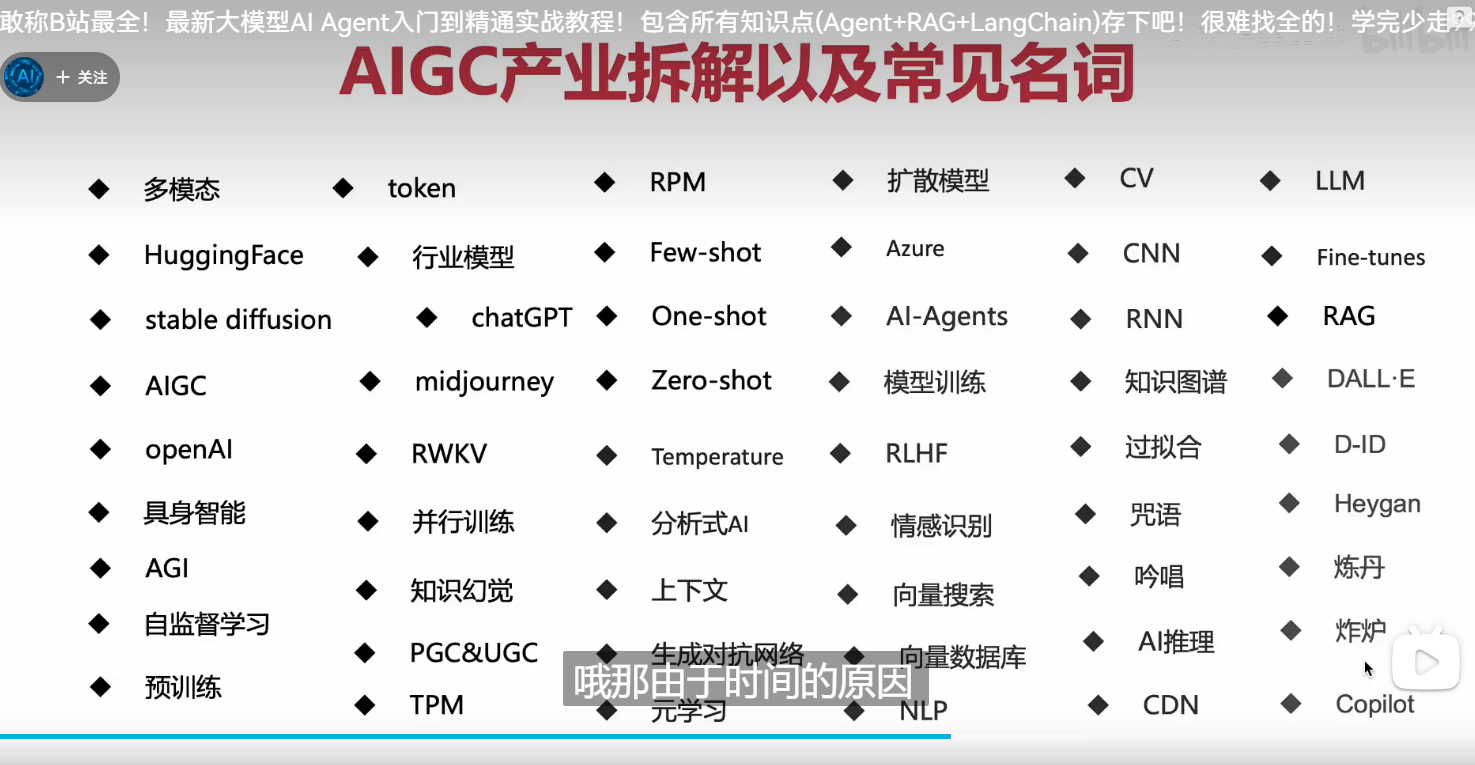 敢称B站最全！最新大模型AI Agent入门到精通实战教程！包含所有知识点(Agent+RAG+LangChain)存下吧！很难找全的！学完少走
AI + 关注
bilibili
AIGC产业拆解以及常见名词
多模态 token RPM 扩散模型 CV LLM
HuggingFace 行业模型 Few-shot Azure CNN Fine-tunes
stable diffusion chatGPT One-shot AI-Agents RNN RAG
AIGC midjourney Zero-shot 模型训练 知识图谱 DALL·E
openAI RWKV Temperature RLHF 过拟合 D-ID
具身智能 并行训练 分析式AI 情感识别 咒语 Heygan
AGI 知识幻觉 上下文 向量搜索 吟唱 炼丹
自监督学习 PGC&UGC 生成对抗网络 向量数据库 AI推理 炸炉
预训练 TPM 元学习 NLP CDN Copilot
哦那由于时间的原因